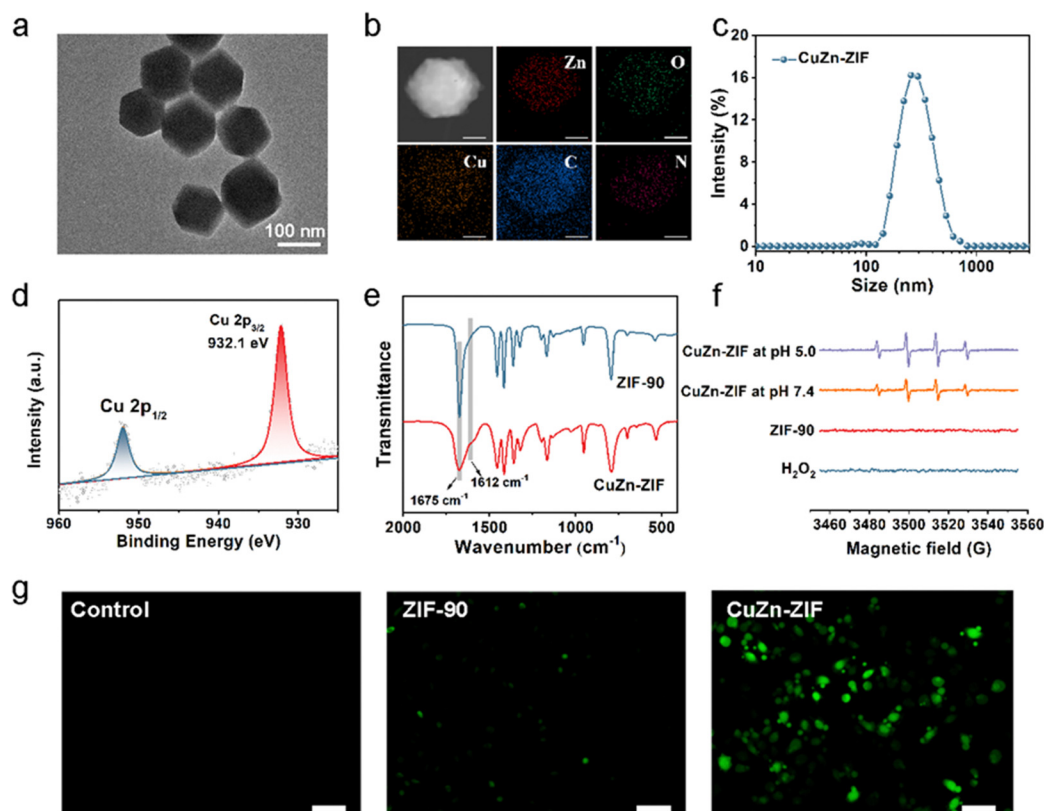 a
100 nm
b
Zn
O
Cu
C
N
c
CuZn-ZIF
Intensity (%)
20
16
12
8
4
0
10
100
1000
Size (nm)
d
Cu 2p3/2
932.1 eV
Cu 2p1/2
Intensity (a.u.)
960
950
940
930
Binding Energy (eV)
e
Transmittance
ZIF-90
CuZn-ZIF
1675 cm-1
1612 cm-1
2000
1500
1000
500
Wavenumber (cm-1)
f
CuZn-ZIF at pH 5.0
CuZn-ZIF at pH 7.4
ZIF-90
H2O2
3460
3480
3500
3520
3540
3560
Magnetic field (G)
g
Control
ZIF-90
CuZn-ZIF